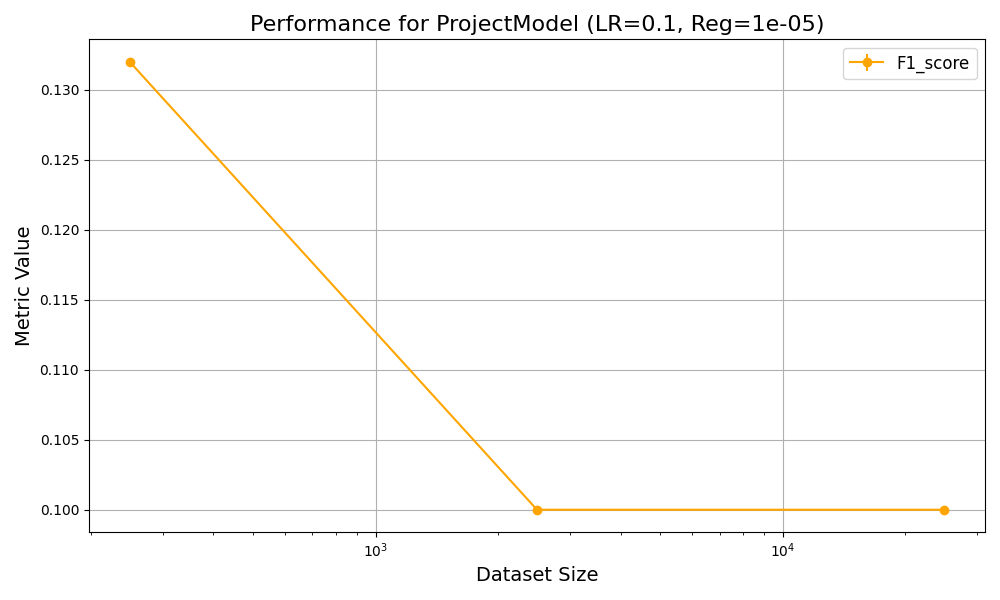 Performance for ProjectModel (LR=0.1, Reg=1e-05)
F1_score
0.130
0.125
0.120
0.115
0.110
0.105
0.100
Metric Value
10³
10⁴
Dataset Size